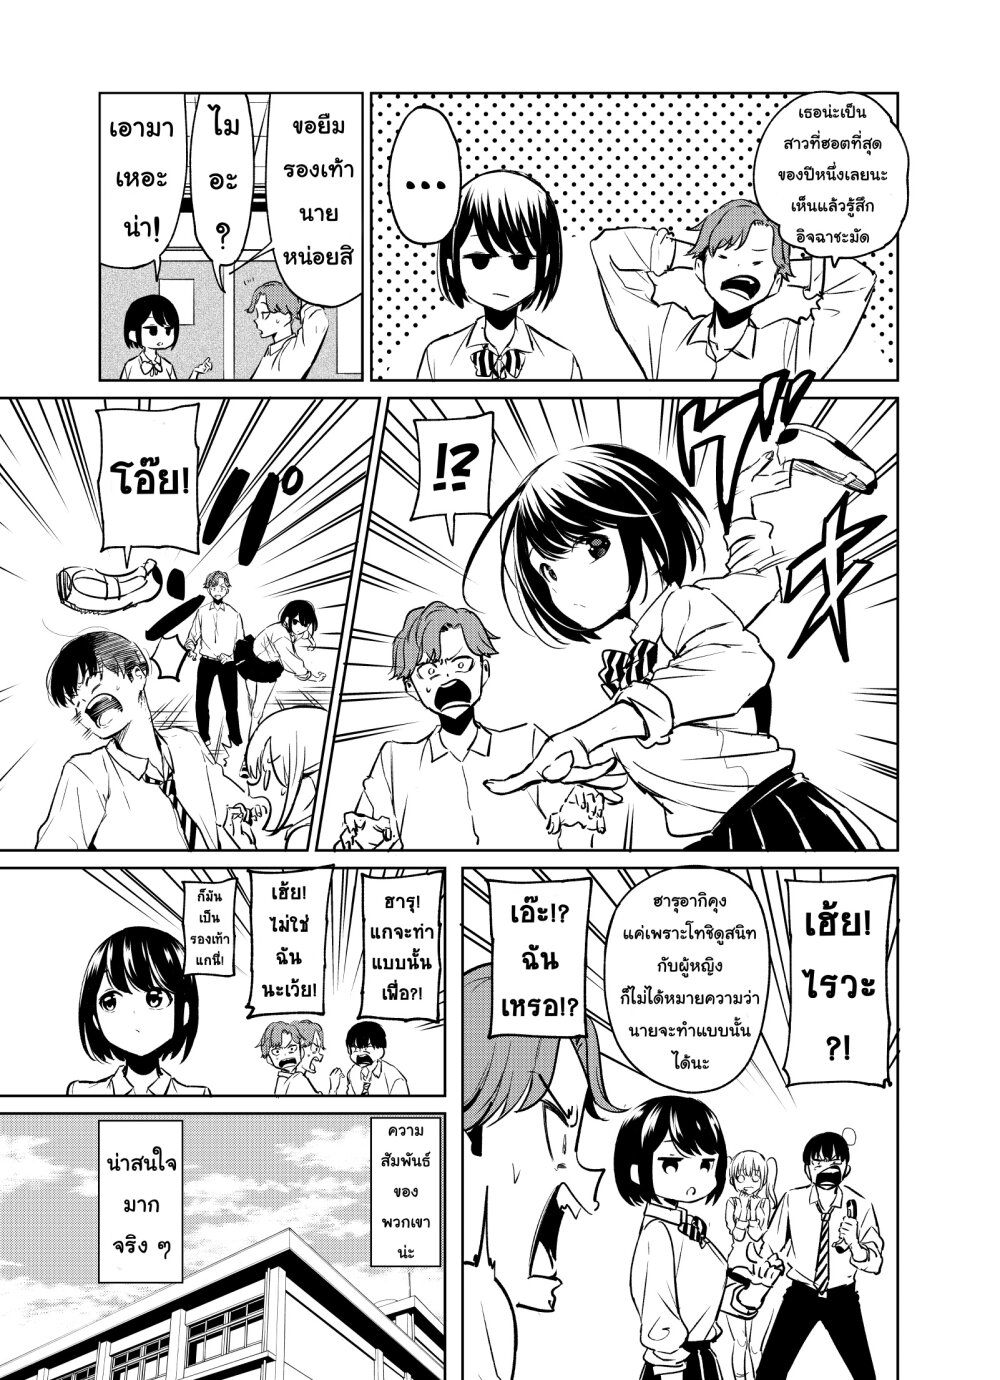 เธอน่ะเป็น
สาวที่ฮอตที่สุด
ของปีหนึ่งเลยนะ
เห็นแล้วรู้สึก
อิจฉาชะมัด
...
ขอยืม
รองเท้า
นาย
หน่อยสิ
ไม
อะ
?
เอามา
เหอะ
น่า!
!?
グ
メキ
โอ๊ย!
เฮ้ย!
ไรวะ
?!
ฮารุอากิคุง
แค่เพราะโทชิดูสนิท
กับผู้หญิง
ก็ไม่ได้หมายความว่า
นายจะทำแบบนั้น
ได้นะ
เอ๊ะ!?
ฉัน
เหรอ!?
ฮารุ!
แกจะทำ
แบบนั้น
เพื่อ?!
เฮ้ย!
ไม่ใช่
ฉัน
นะเว้ย!
ก็มัน
เป็น
รองเท้า
แกนี่!
ความ
สัมพันธ์
ของ
พวกเขา
น่ะ
น่าสนใจ
มาก
จริง ๆ